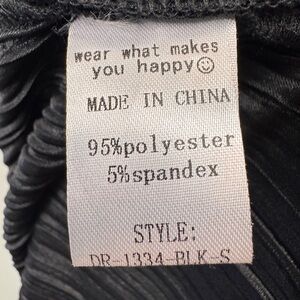 wear what makes
you happy☺
MADE IN CHINA
95%polyester
5%spandex
STYLE:
DR-1334-BLK-S